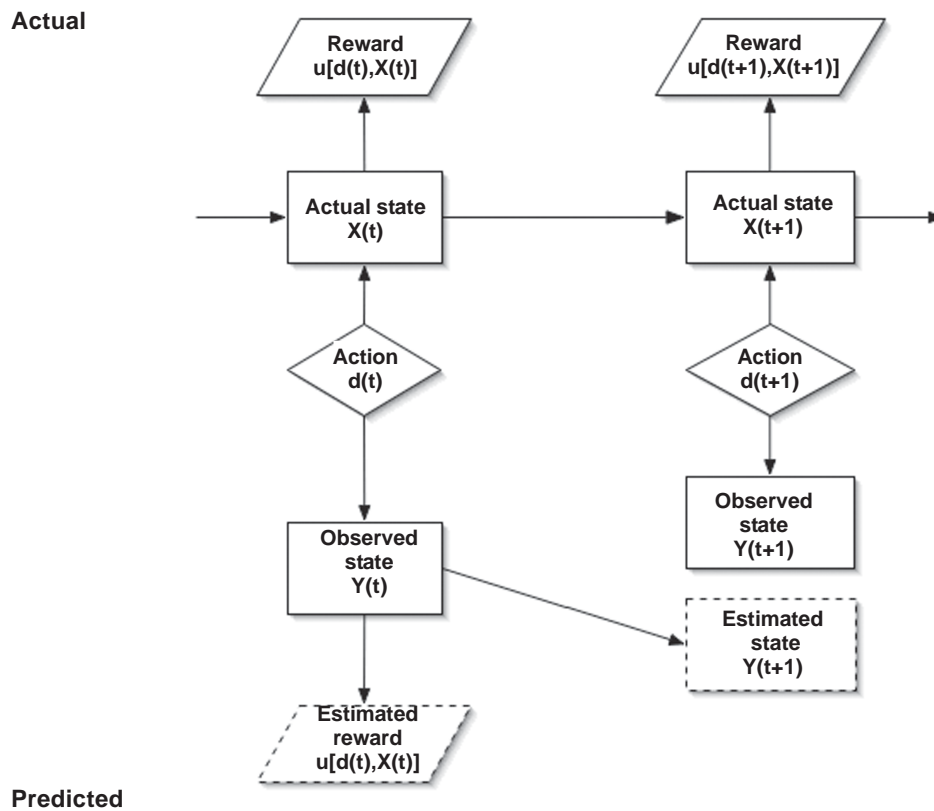 Actual
Reward
u[d(t),X(t)]
Reward
u[d(t+1),X(t+1)]
Actual state
X(t)
Actual state
X(t+1)
Action
d(t)
Action
d(t+1)
Observed
state
Y(t)
Observed
state
Y(t+1)
Estimated
state
Y(t+1)
Estimated
reward
u[d(t),X(t)]
Predicted